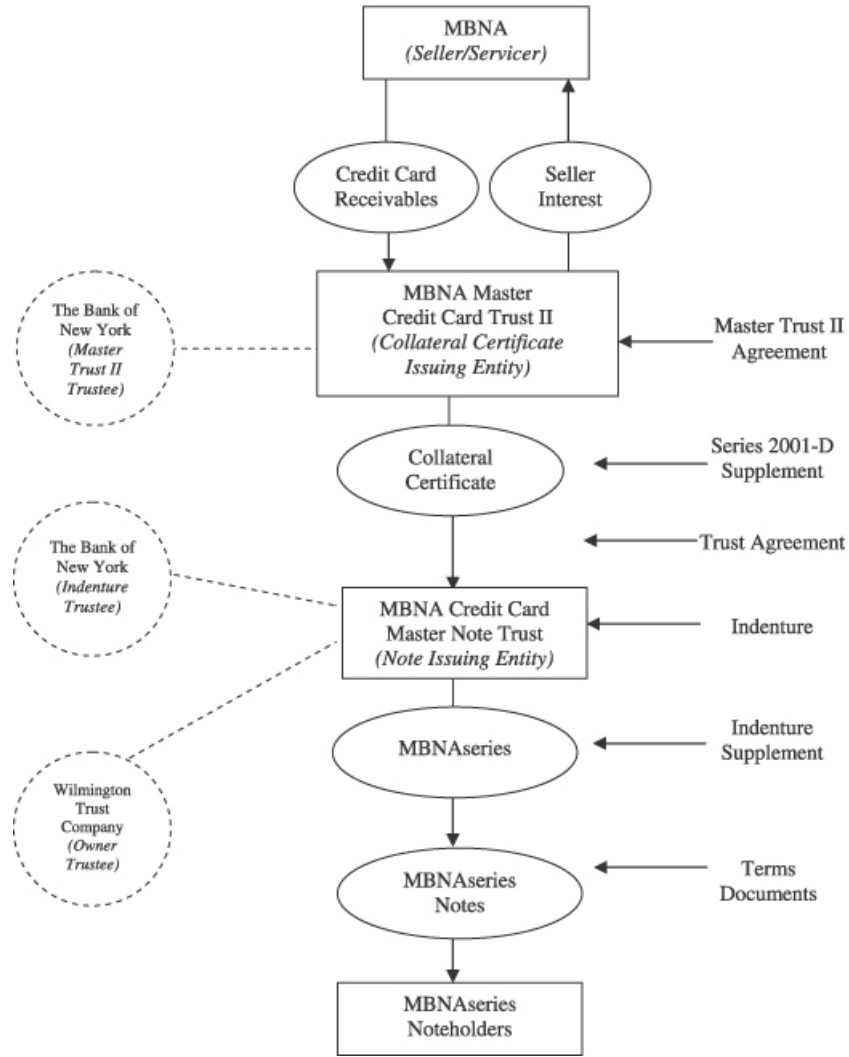 MBNA
(Seller/Servicer)
Credit Card
Receivables
Seller
Interest
The Bank of
New York
(Master
Trust II
Trustee)
MBNA Master
Credit Card Trust II
(Collateral Certificate
Issuing Entity)
Master Trust II
Agreement
Collateral
Certificate
Series 2001-D
Supplement
Trust Agreement
The Bank of
New York
(Indenture
Trustee)
MBNA Credit Card
Master Note Trust
(Note Issuing Entity)
Indenture
MBNAseries
Indenture
Supplement
Wilmington
Trust
Company
(Owner
Trustee)
MBNAseries
Notes
Terms
Documents
MBNAseries
Noteholders